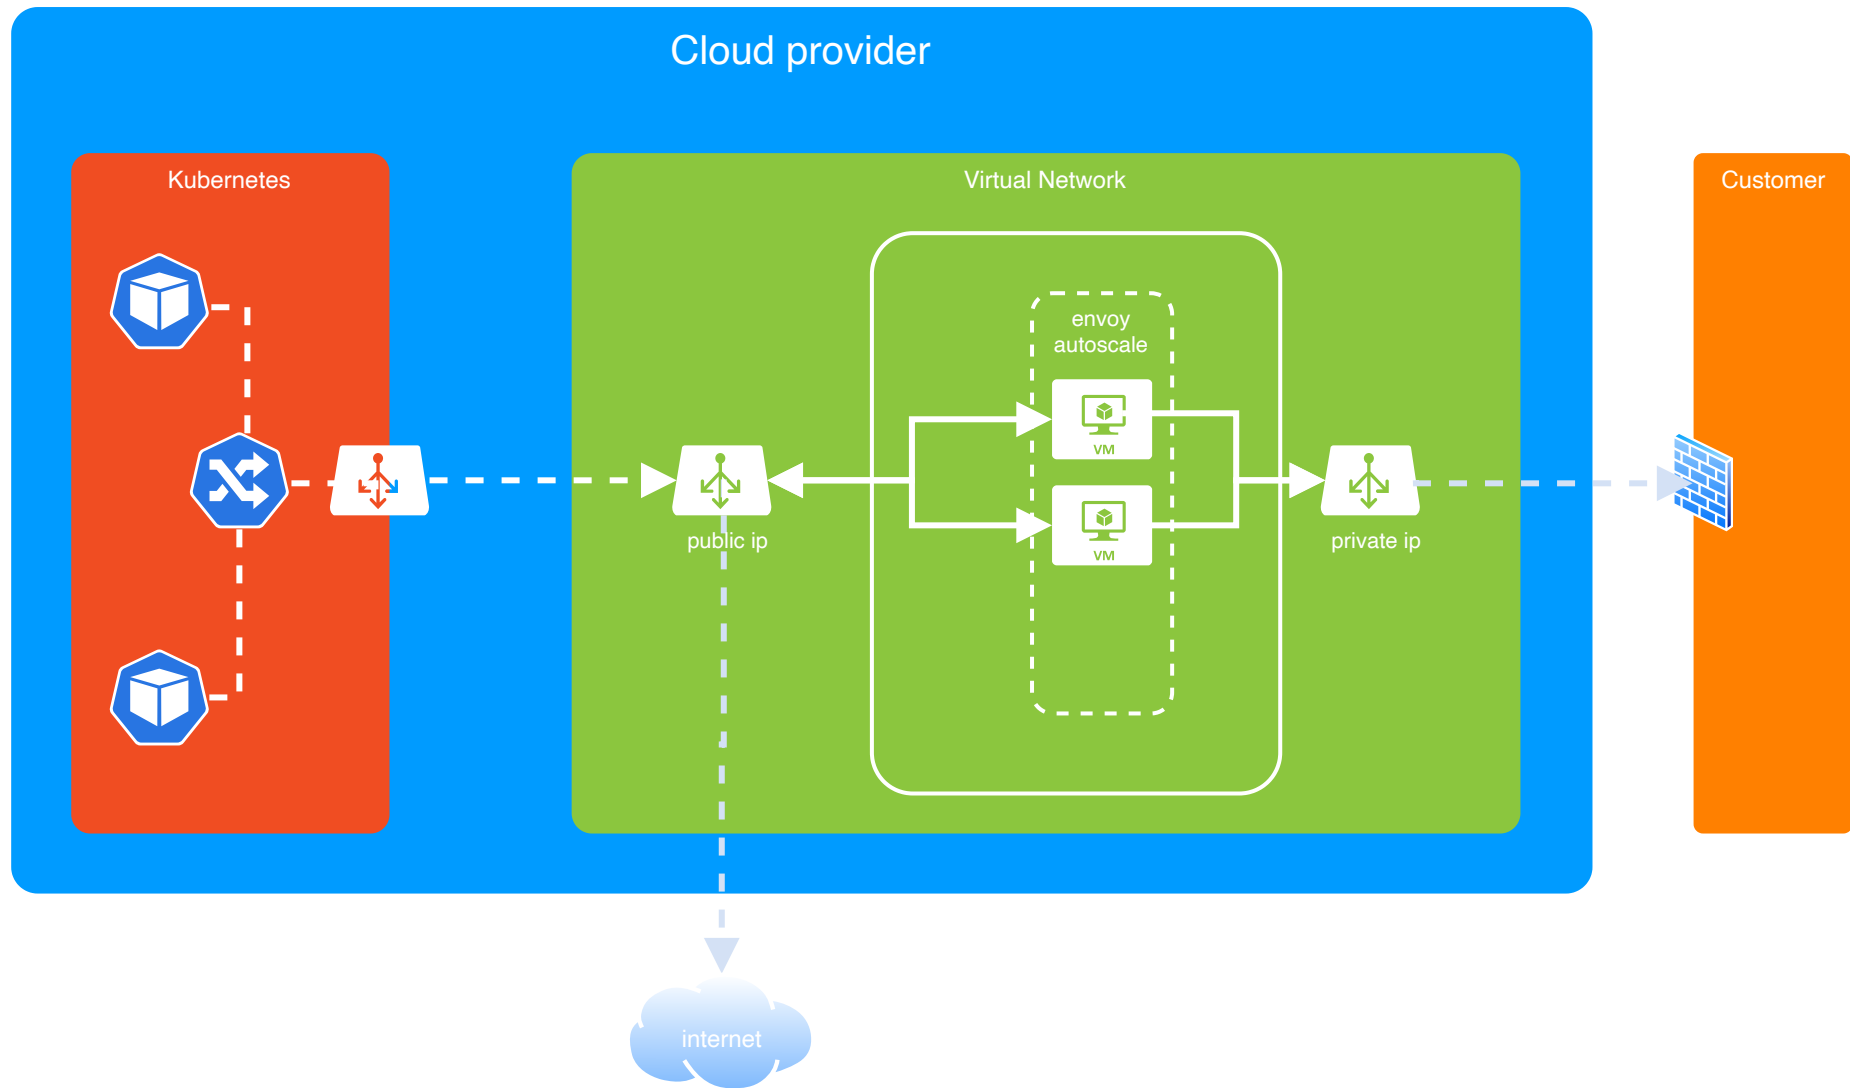 Cloud provider
Kubernetes
Virtual Network
Customer
envoy
autoscale
VM
VM
public ip
private ip
internet